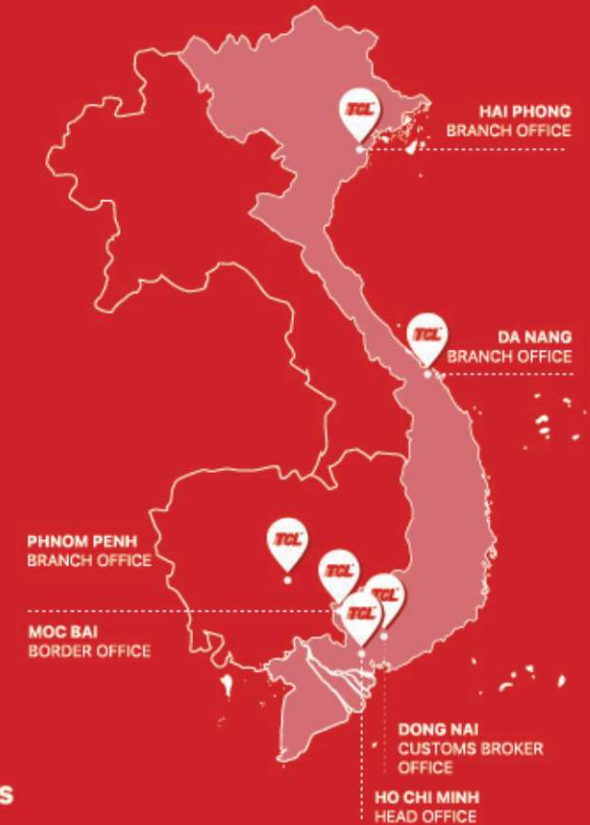 TCL
HAI PHONG
BRANCH OFFICE
TCL
DA NANG
BRANCH OFFICE
TCL
PHNOM PENH
BRANCH OFFICE
TCL
TCL
TCL
MOC BAI
BORDER OFFICE
DONG NAI
CUSTOMS BROKER
OFFICE
HO CHI MINH
HEAD OFFICE
S